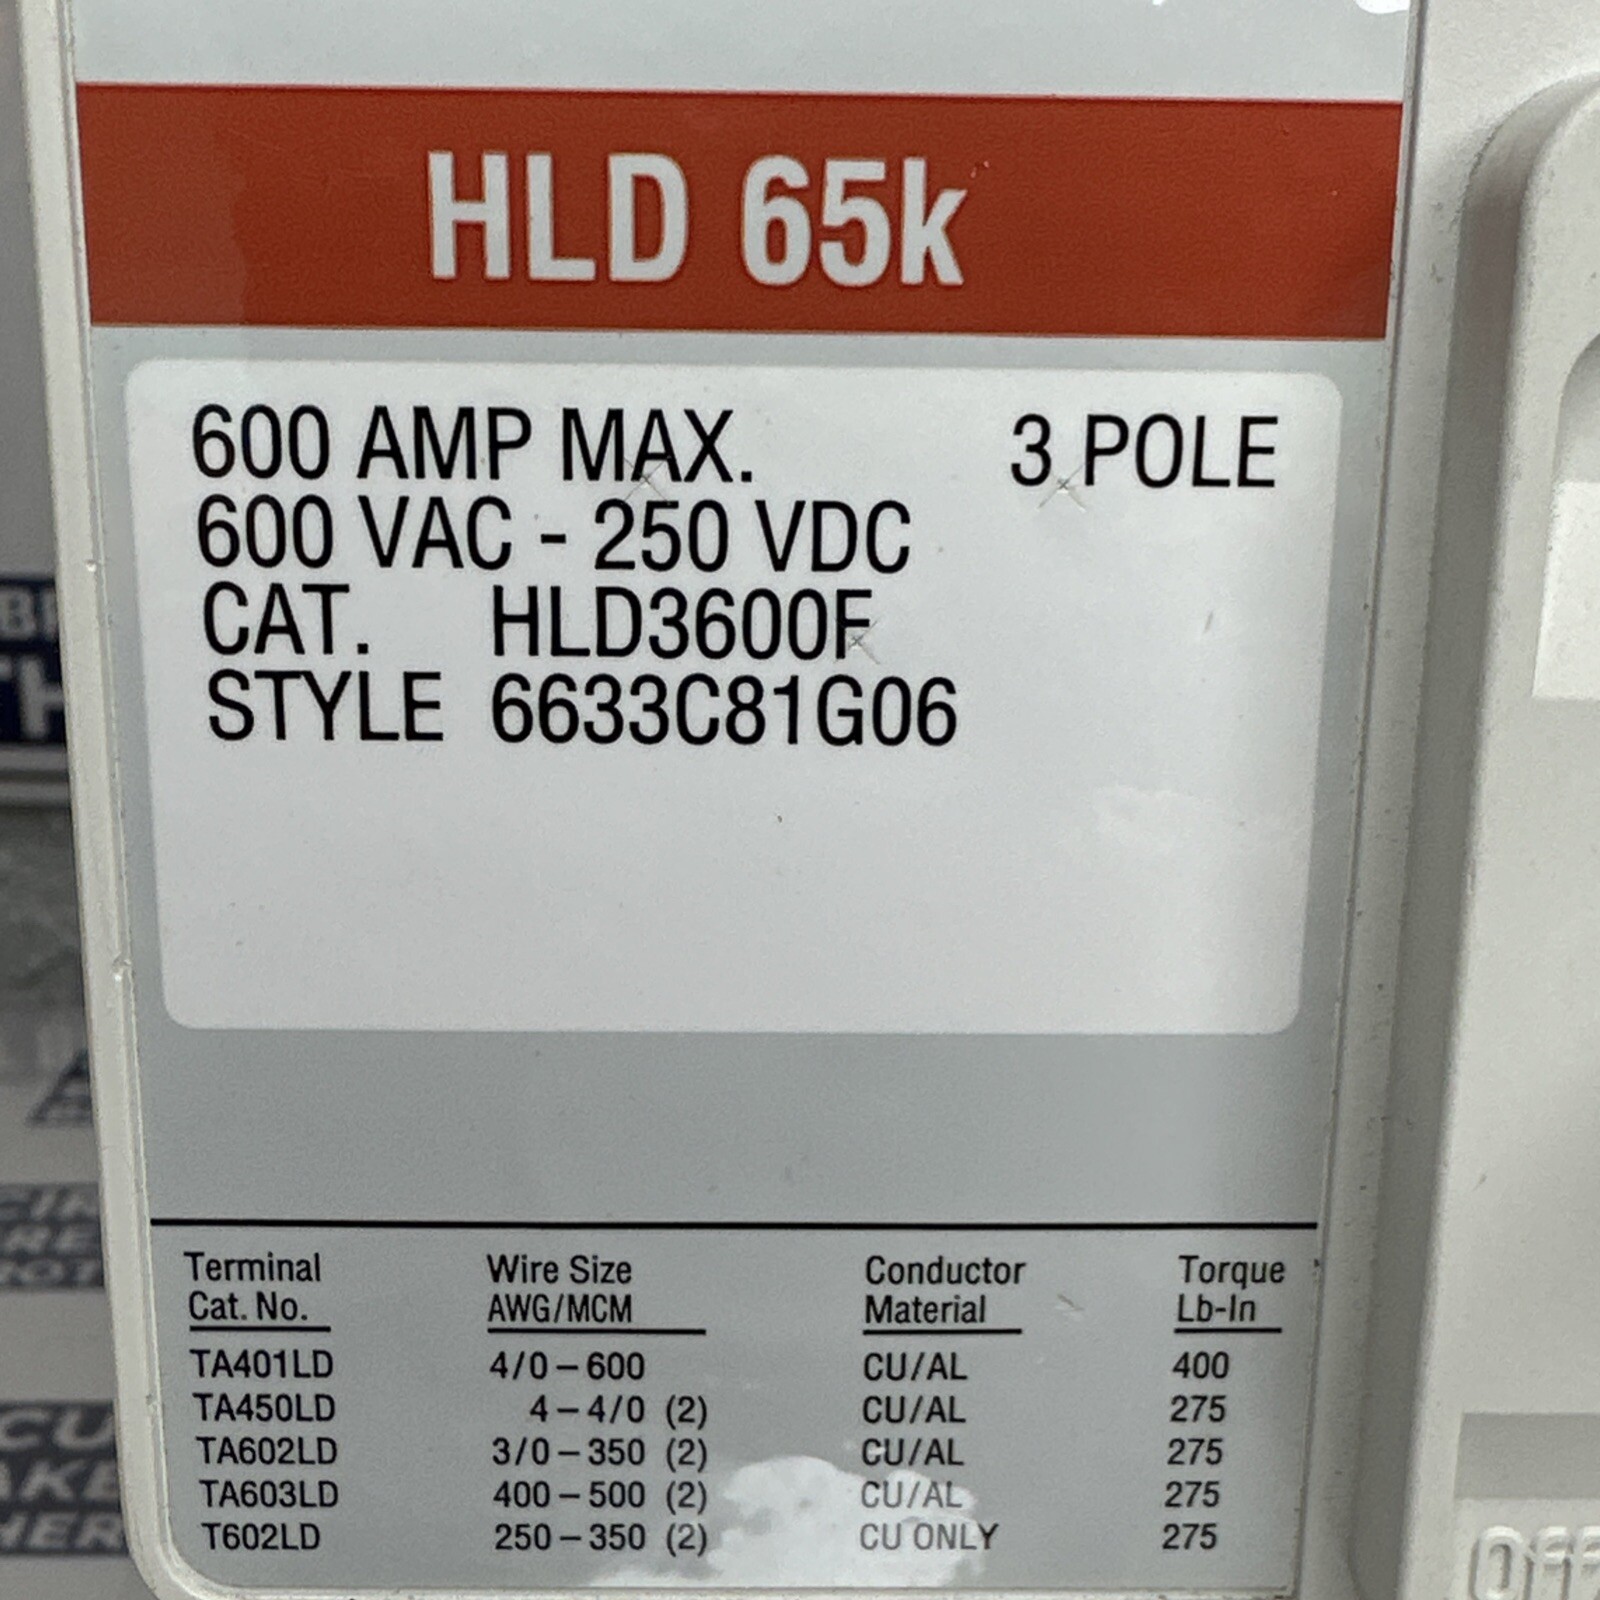 HLD 65k
600 AMP MAX. 3 POLE
600 VAC - 250 VDC
CAT. HLD3600F
STYLE 6633C81G06
Terminal Wire Size Conductor Torque
Cat. No. AWG/MCM Material Lb-In
TA401LD 4/0–600 CU/AL 400
TA450LD 4–4/0 (2) CU/AL 275
TA602LD 3/0–350 (2) CU/AL 275
TA603LD 400–500 (2) CU/AL 275
T602LD 250–350 (2) CU ONLY 275
Off